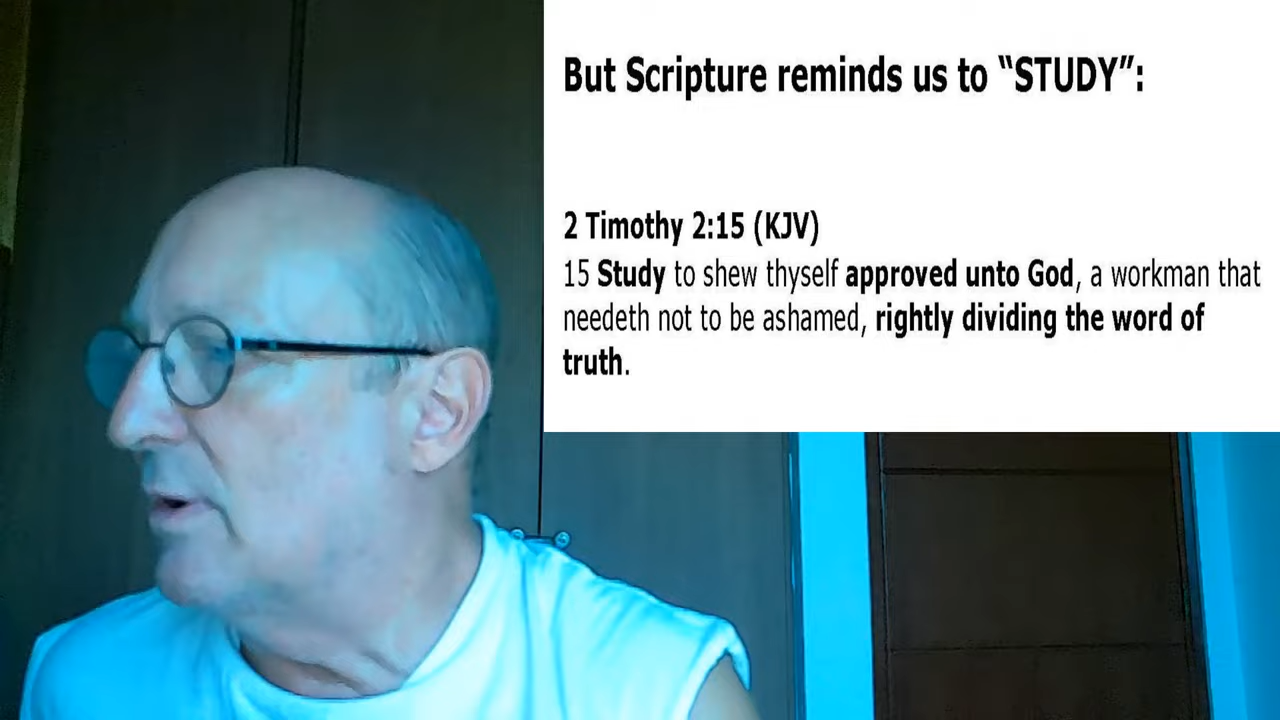 But Scripture reminds us to “STUDY”:
2 Timothy 2:15 (KJV)
15 Study to shew thyself approved unto God, a workman that
needeth not to be ashamed, rightly dividing the word of
truth.